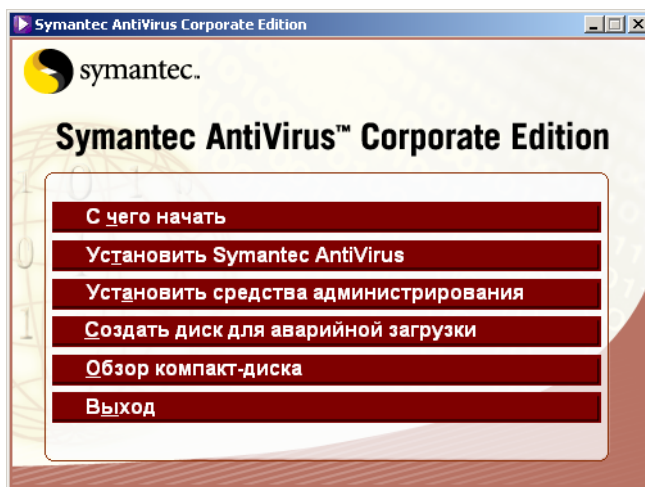 Symantec AntiVirus Corporate Edition
symantec.
Symantec AntiVirus™ Corporate Edition
С чего начать
Установить Symantec AntiVirus
Установить средства администрирования
Создать диск для аварийной загрузки
Обзор компакт-диска
Выход